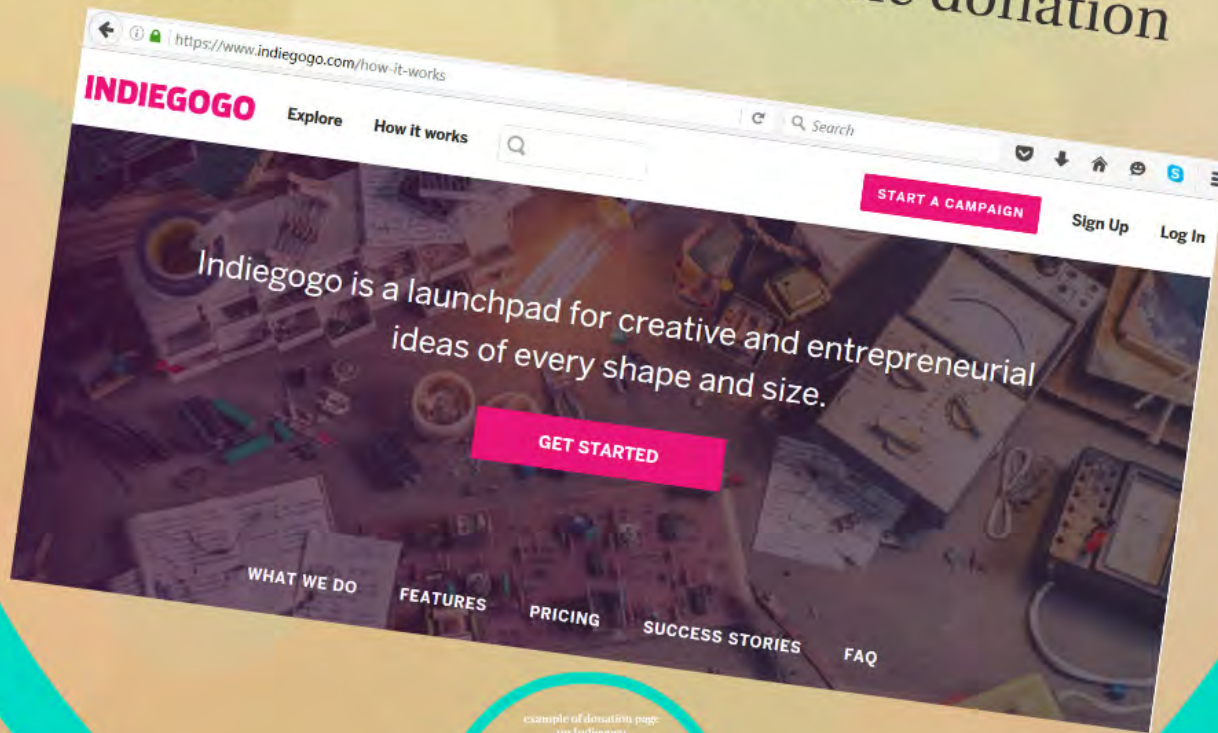 donation
https://www.indiegogo.com/how-it-works
Search
INDIEGOGO
Explore
How it works
START A CAMPAIGN
Sign Up
Log In
Indiegogo is a launchpad for creative and entrepreneurial
ideas of every shape and size.
GET STARTED
WHAT WE DO
FEATURES
PRICING
SUCCESS STORIES
FAQ
example of donation page